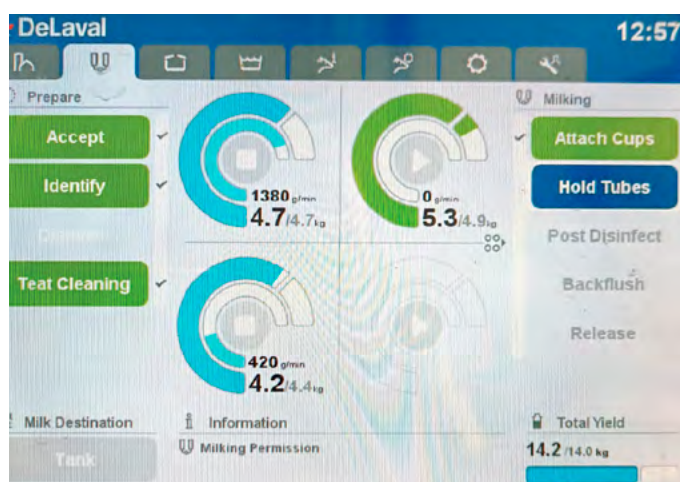 DeLaval
12:57
Prepare
Accept
Identify
Teat Cleaning
1380 g/min
4.7/4.7 kg
0 g/min
5.3/4.9 kg
420 g/min
4.2/4.4 kg
Milking
Attach Cups
Hold Tubes
Post Disinfect
Backflush
Release
Milk Destination
Tank
Information
Milking Permission
Total Yield
14.2 /14.0 kg